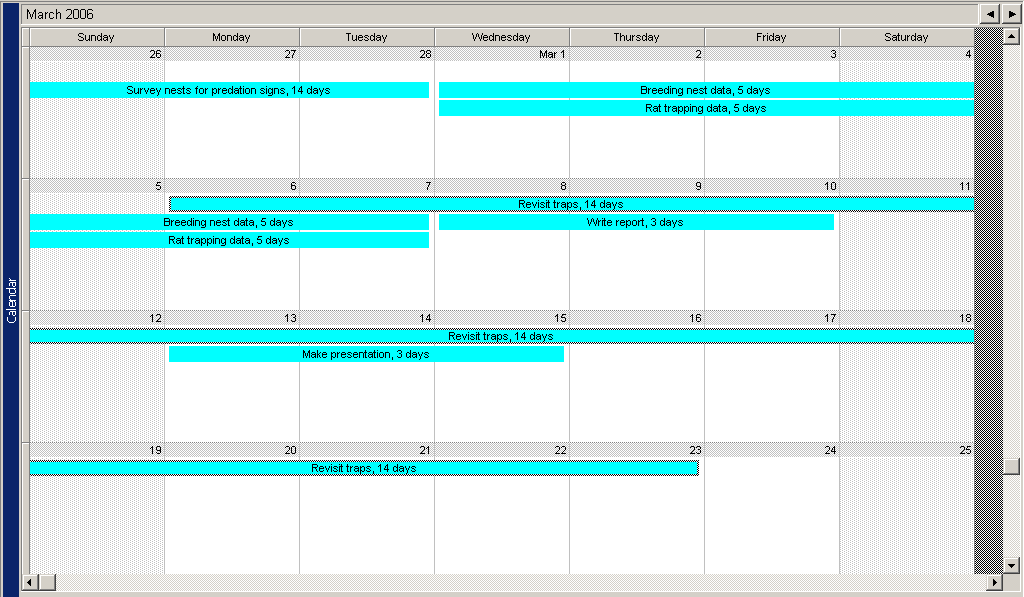 March 2006
Sunday Monday Tuesday Wednesday Thursday Friday Saturday
26 27 28 Mar 1 2 3 4
Survey nests for predation signs, 14 days Breeding nest data, 5 days
Rat trapping data, 5 days
5 6 7 8 9 10 11
Revisit traps, 14 days
Breeding nest data, 5 days Write report, 3 days
Rat trapping data, 5 days
Calendar
12 13 14 15 16 17 18
Revisit traps, 14 days
Make presentation, 3 days
19 20 21 22 23 24 25
Revisit traps, 14 days